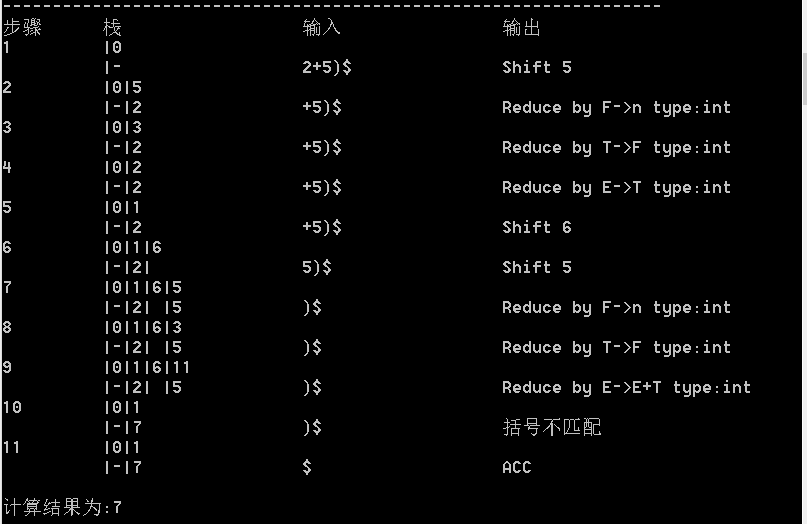 ------------------------------------------------------------------
步骤 栈 输入 输出
1 |0
|- 2+5)$ Shift 5
2 |0|5
|-|2 +5)$ Reduce by F->n type:int
3 |0|3
|-|2 +5)$ Reduce by T->F type:int
4 |0|2
|-|2 +5)$ Reduce by E->T type:int
5 |0|1
|-|2 +5)$ Shift 6
6 |0|1|6
|-|2| 5)$ Shift 5
7 |0|1|6|5
|-|2| |5 )$ Reduce by F->n type:int
8 |0|1|6|3
|-|2| |5 )$ Reduce by T->F type:int
9 |0|1|6|11
|-|2| |5 )$ Reduce by E->E+T type:int
10 |0|1
|-|7 )$ 括号不匹配
11 |0|1
|-|7 $ ACC
计算结果为:7